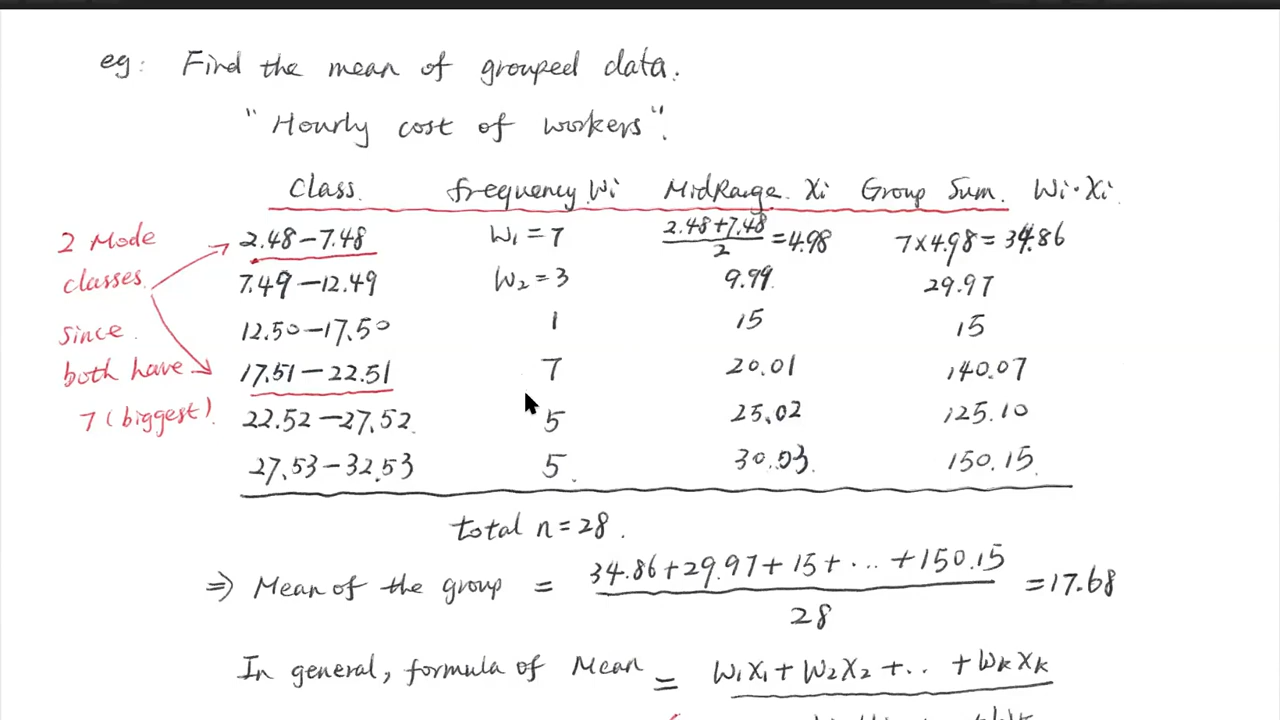 eg: Find the mean of grouped data.
"Hourly cost of workers".
Class. frequency Wi MidRange. Xi Group Sum. Wi·Xi
2.48-7.48 W1=7 (2.48+7.48)/2=4.98 7×4.98=34.86
7.49-12.49 W2=3 9.99. 29.97
12.50-17.50 1 15 15
17.51-22.51 7 20.01 140.07
22.52-27.52. 5 25.02 125.10
27.53-32.53 5. 30.03. 150.15.
2 Mode
classes.
since.
both have
7 (biggest).
total n=28.
⇒ Mean of the group = (34.86+29.97+15+...+150.15)/28 =17.68
In general, formula of Mean = W1X1+W2X2+..+WkXk